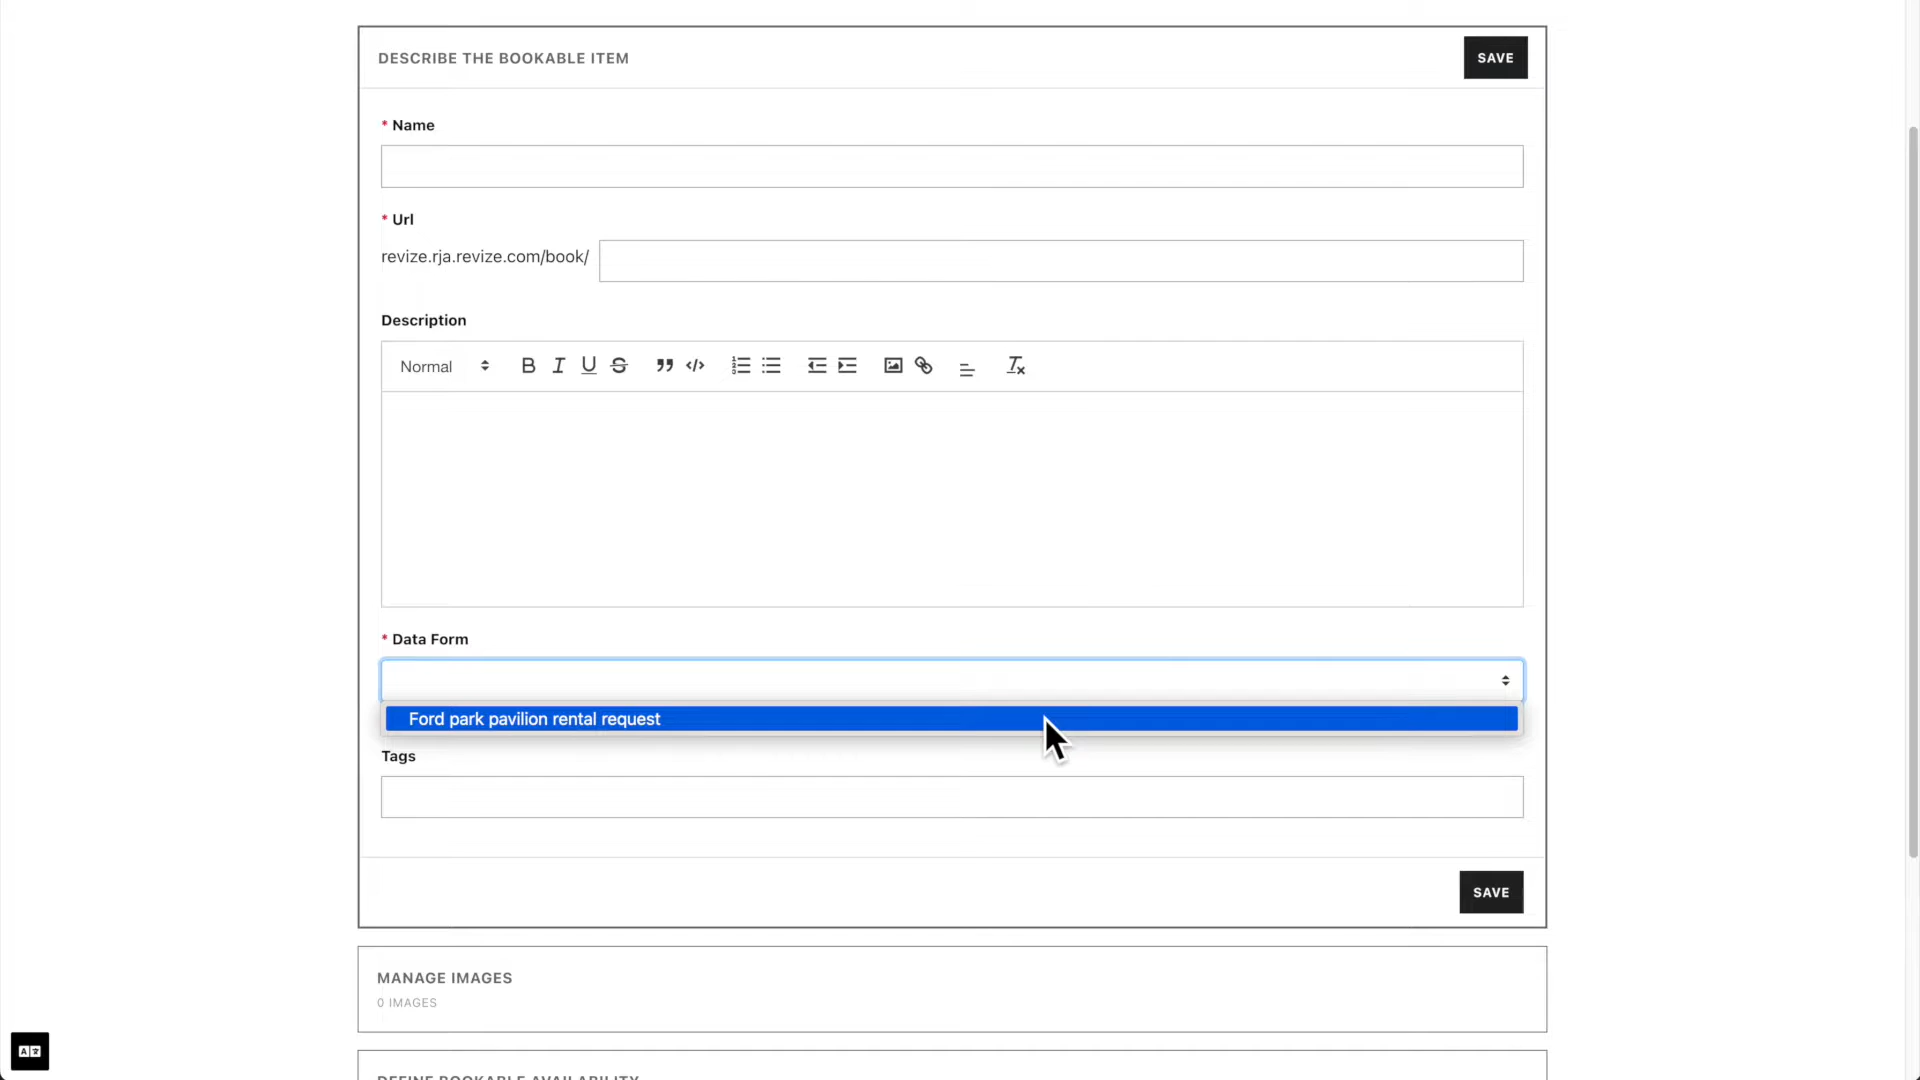 DESCRIBE THE BOOKABLE ITEM
SAVE
* Name
* Url
revize.rja.revize.com/book/
Description
Normal
* Data Form
Ford park pavilion rental request
Tags
SAVE
MANAGE IMAGES
0 IMAGES
DEFINE BOOKABLE AVAILABILITY